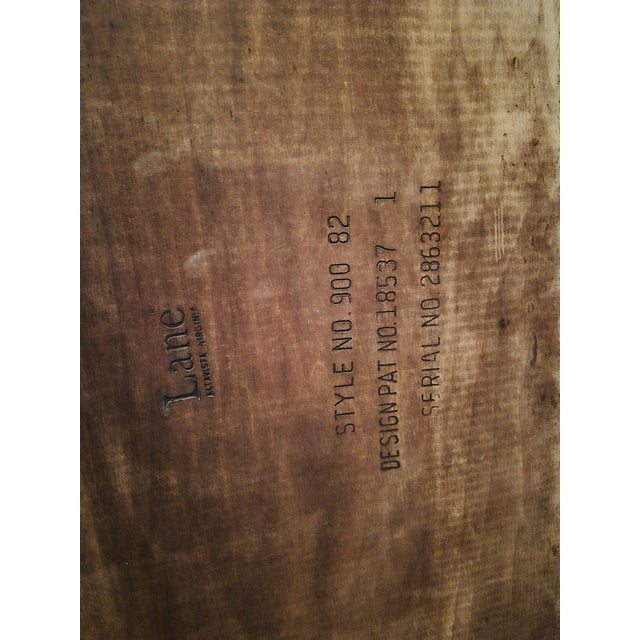 Lane
ALTAVISTA, VIRGINIA
STYLE NO. 900 82
DESIGN PAT NO. 18537 1
SERIAL NO. 2863211